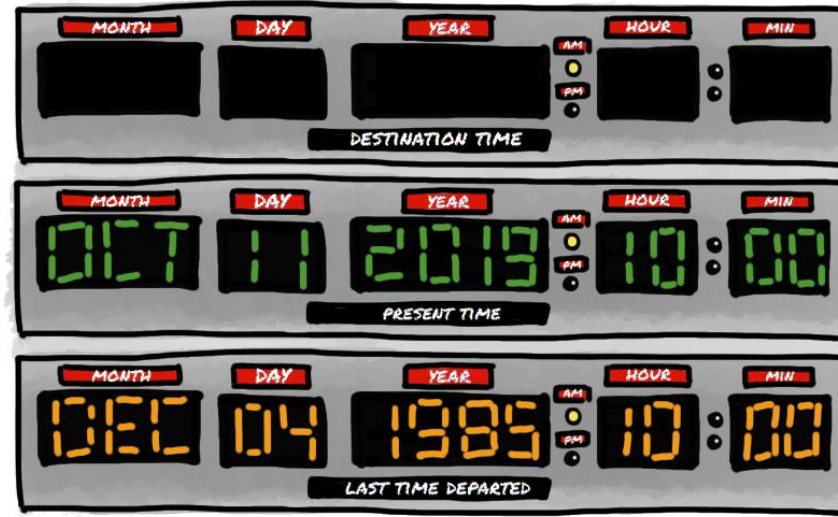 MONTH DAY YEAR AM HOUR MIN
PM
DESTINATION TIME
MONTH DAY YEAR AM HOUR MIN
OCT 11 2019 PM 10 : 00
PRESENT TIME
MONTH DAY YEAR AM HOUR MIN
DEC 04 1985 PM 10 : 00
LAST TIME DEPARTED